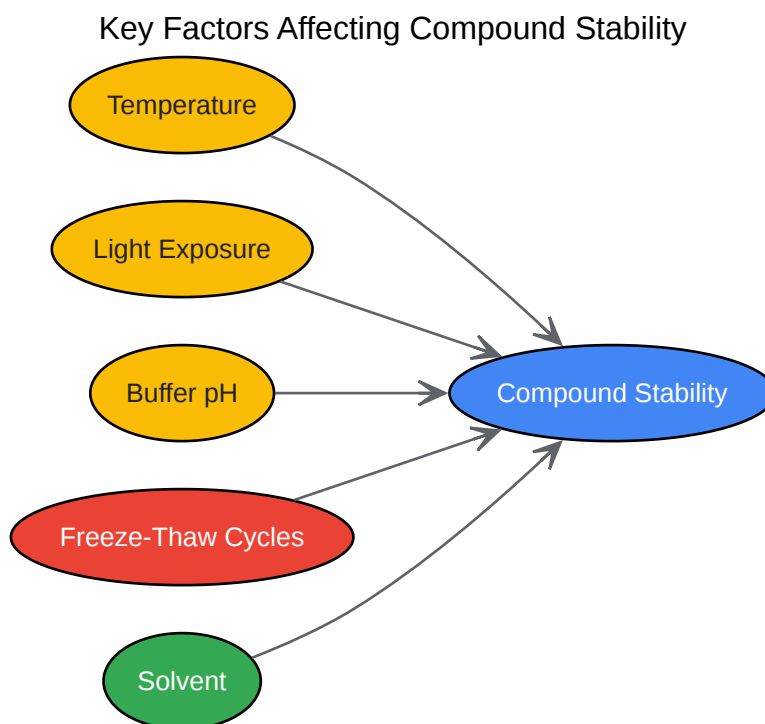 Key Factors Affecting Compound Stability
Temperature
Light Exposure
Buffer pH
Compound Stability
Freeze-Thaw Cycles
Solvent